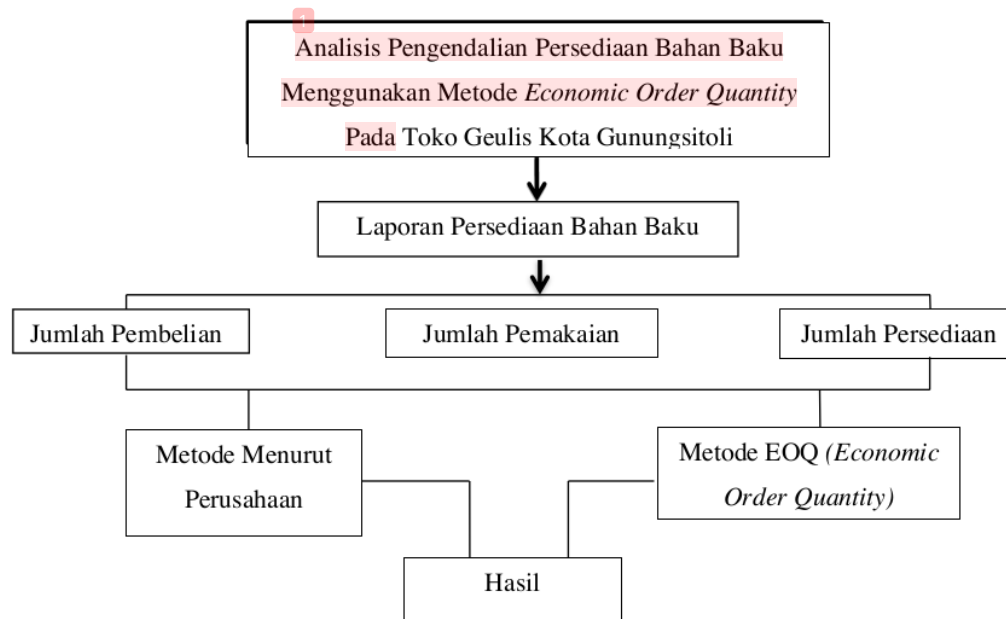 1
Analisis Pengendalian Persediaan Bahan Baku
Menggunakan Metode Economic Order Quantity
Pada Toko Geulis Kota Gunungsitoli
Laporan Persediaan Bahan Baku
Jumlah Pembelian
Jumlah Pemakaian
Jumlah Persediaan
Metode Menurut
Perusahaan
Metode EOQ (Economic
Order Quantity)
Hasil